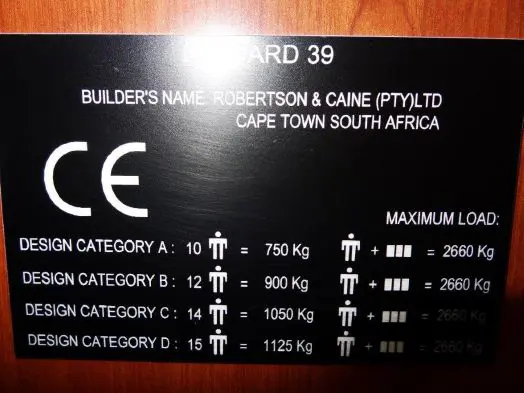 ARD 39
BUILDER'S NAME: ROBERTSON & CAINE (PTY)LTD
CAPE TOWN SOUTH AFRICA
CE
MAXIMUM LOAD:
DESIGN CATEGORY A : 10 = 750 Kg + = 2660 Kg
DESIGN CATEGORY B : 12 = 900 Kg + = 2660 Kg
DESIGN CATEGORY C : 14 = 1050 Kg + = 2660 Kg
DESIGN CATEGORY D : 15 = 1125 Kg + = 2660 Kg